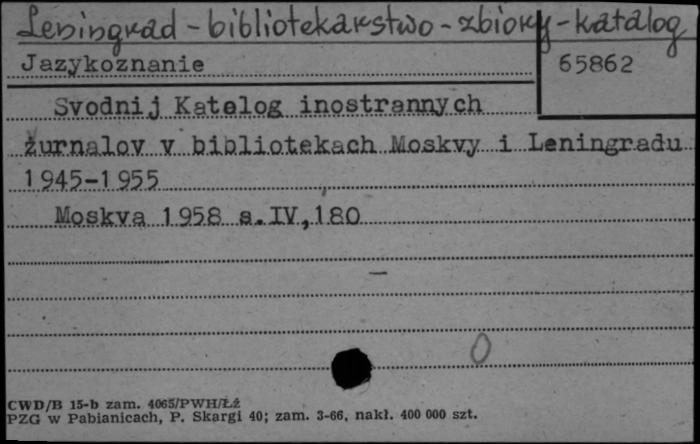 Leningrad - bibliotekarstwo - zbiory - katalog
Jazykoznanie
65862
Svodnij Katelog inostrannych
žurnalov v bibliotekach Moskvy i Leningradu
1945-1955
Moskva 1958 s.IV,180
0
CWD/B 15-b zam. 4065/PWH/Łż
PZG w Pabianicach, P. Skargi 40; zam. 3-66, nakł. 400 000 szt.